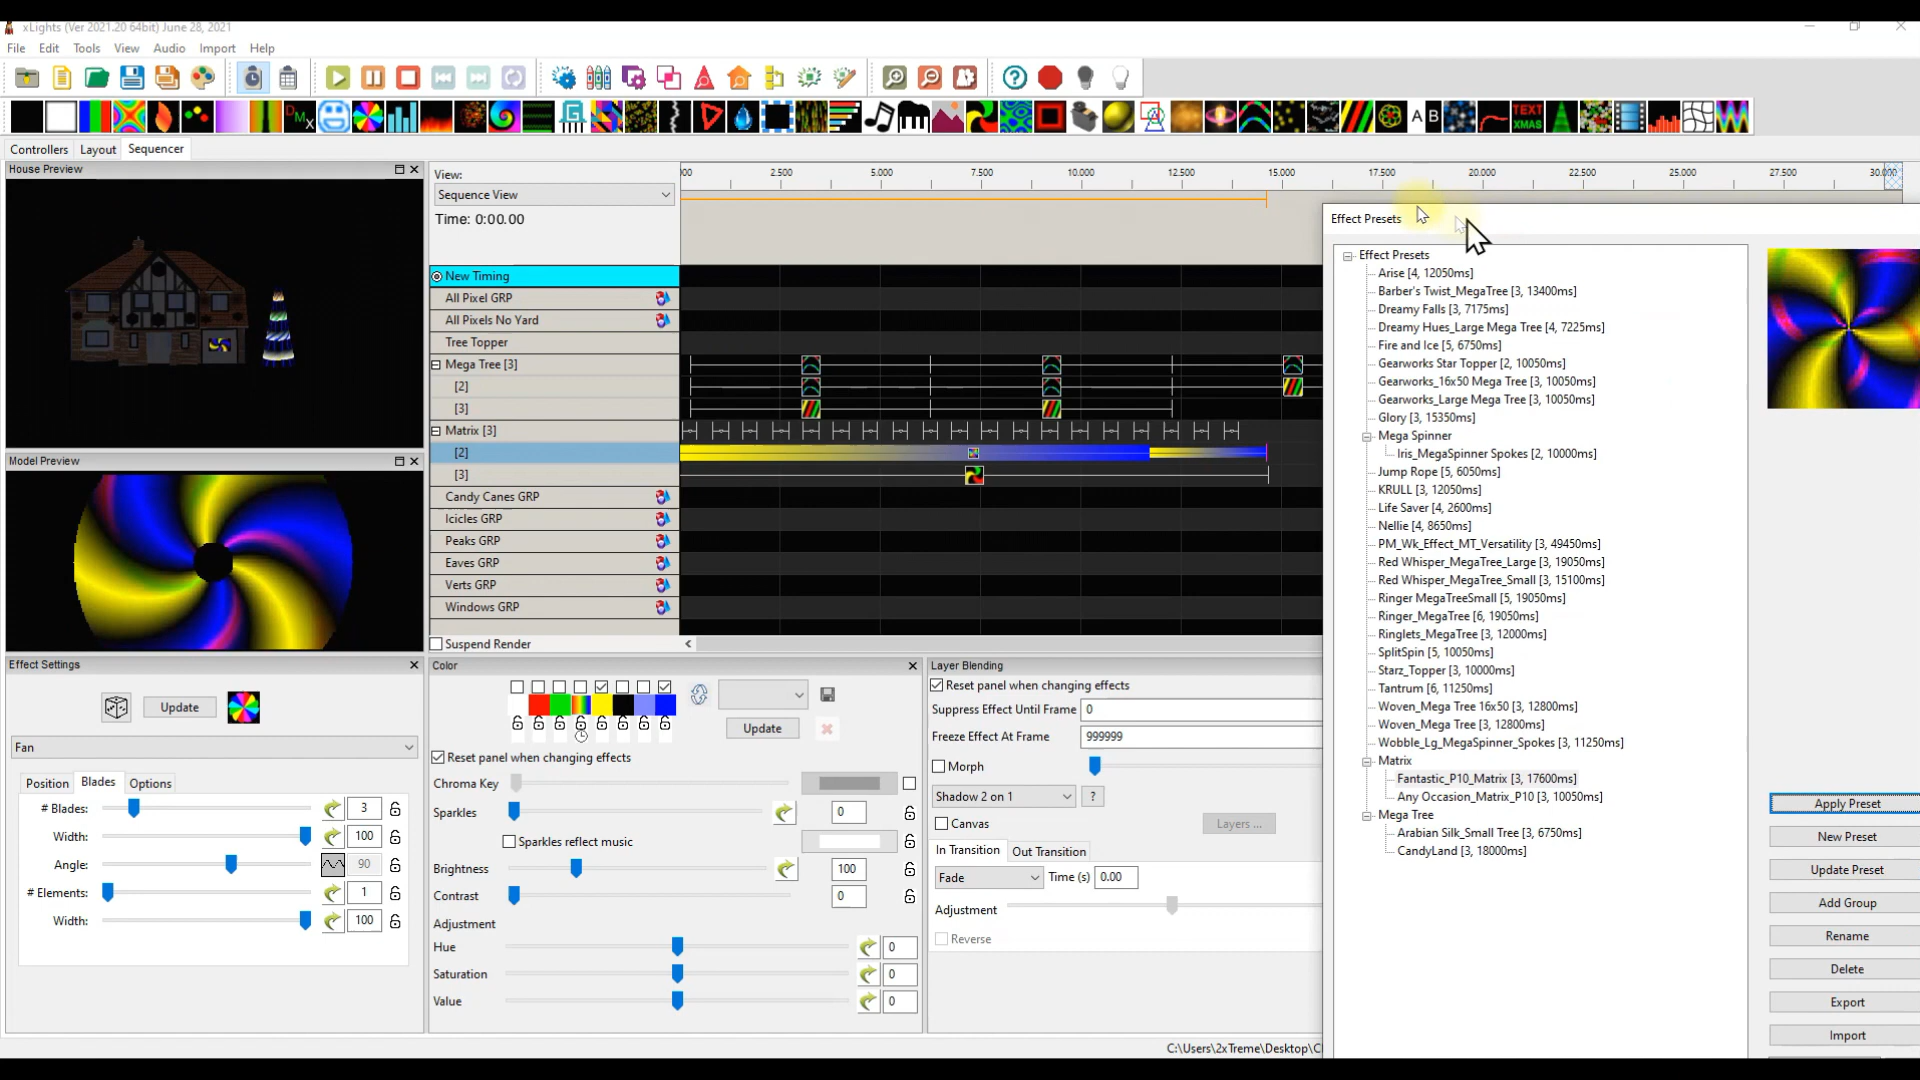 xLights (Ver 2021.20 64bit) June 28, 2021
File Edit Tools View Audio Import Help
DMX
G
A B
TEXT XMAS
Controllers Layout Sequencer
House Preview
View:
Sequence View
Time: 0:00.00
2.500 5.000 7.500 10.000 12.500 15.000 17.500 20.000 22.500 25.000 27.500 30.000
New Timing
All Pixel GRP
All Pixels No Yard
Tree Topper
Mega Tree [3]
[2]
[3]
Matrix [3]
[2]
[3]
Candy Canes GRP
Icicles GRP
Peaks GRP
Eaves GRP
Verts GRP
Windows GRP
Suspend Render
Model Preview
Effect Settings
Update
Fan
Position Blades Options
# Blades: 3
Width: 100
Angle: 90
# Elements: 1
Width: 100
Color
Update
Reset panel when changing effects
Chroma Key
Sparkles 0
Sparkles reflect music
Brightness 100
Contrast 0
Adjustment
Hue 0
Saturation 0
Value 0
Layer Blending
Reset panel when changing effects
Suppress Effect Until Frame 0
Freeze Effect At Frame 999999
Morph
Shadow 2 on 1 ?
Canvas Layers ...
In Transition Out Transition
Fade Time (s) 0.00
Adjustment
Reverse
C:\Users\2xTreme\Desktop\C
Effect Presets
Effect Presets
Arise [4, 12050ms]
Barber's Twist_MegaTree [3, 13400ms]
Dreamy Falls [3, 7175ms]
Dreamy Hues_Large Mega Tree [4, 7225ms]
Fire and Ice [5, 6750ms]
Gearworks Star Topper [2, 10050ms]
Gearworks_16x50 Mega Tree [3, 10050ms]
Gearworks_Large Mega Tree [3, 10050ms]
Glory [3, 15350ms]
Mega Spinner
Iris_MegaSpinner Spokes [2, 10000ms]
Jump Rope [5, 6050ms]
KRULL [3, 12050ms]
Life Saver [4, 2600ms]
Nellie [4, 8650ms]
PM_Wk_Effect_MT_Versatility [3, 49450ms]
Red Whisper_MegaTree_Large [3, 19050ms]
Red Whisper_MegaTree_Small [3, 15100ms]
Ringer MegaTreeSmall [5, 19050ms]
Ringer_MegaTree [6, 19050ms]
Ringlets_MegaTree [3, 12000ms]
SplitSpin [5, 10050ms]
Starz_Topper [3, 10000ms]
Tantrum [6, 11250ms]
Woven_Mega Tree 16x50 [3, 12800ms]
Woven_Mega Tree [3, 12800ms]
Wobble_Lg_MegaSpinner_Spokes [3, 11250ms]
Matrix
Fantastic_P10_Matrix [3, 17600ms]
Any Occasion_Matrix_P10 [3, 10050ms]
Mega Tree
Arabian Silk_Small Tree [3, 6750ms]
CandyLand [3, 18000ms]
Apply Preset
New Preset
Update Preset
Add Group
Rename
Delete
Export
Import